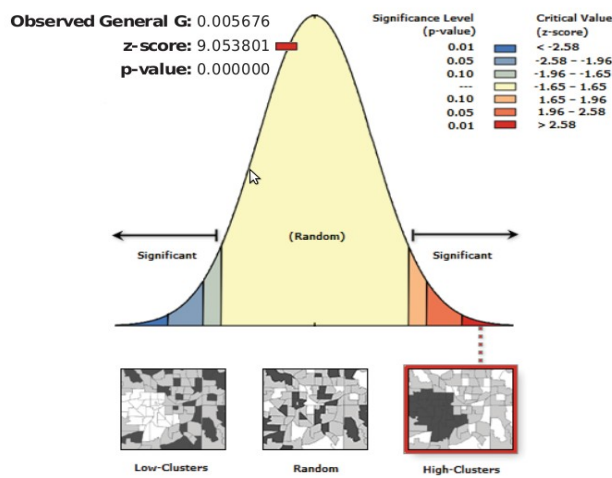 Observed General G: 0.005676
z-score: 9.053801
p-value: 0.000000
Significance Level
(p-value)
Critical Value
(z-score)
0.01 < -2.58
0.05 -2.58 - -1.96
0.10 -1.96 - -1.65
--- -1.65 - 1.65
0.10 1.65 - 1.96
0.05 1.96 - 2.58
0.01 > 2.58
Significant
(Random)
Significant
Low-Clusters
Random
High-Clusters